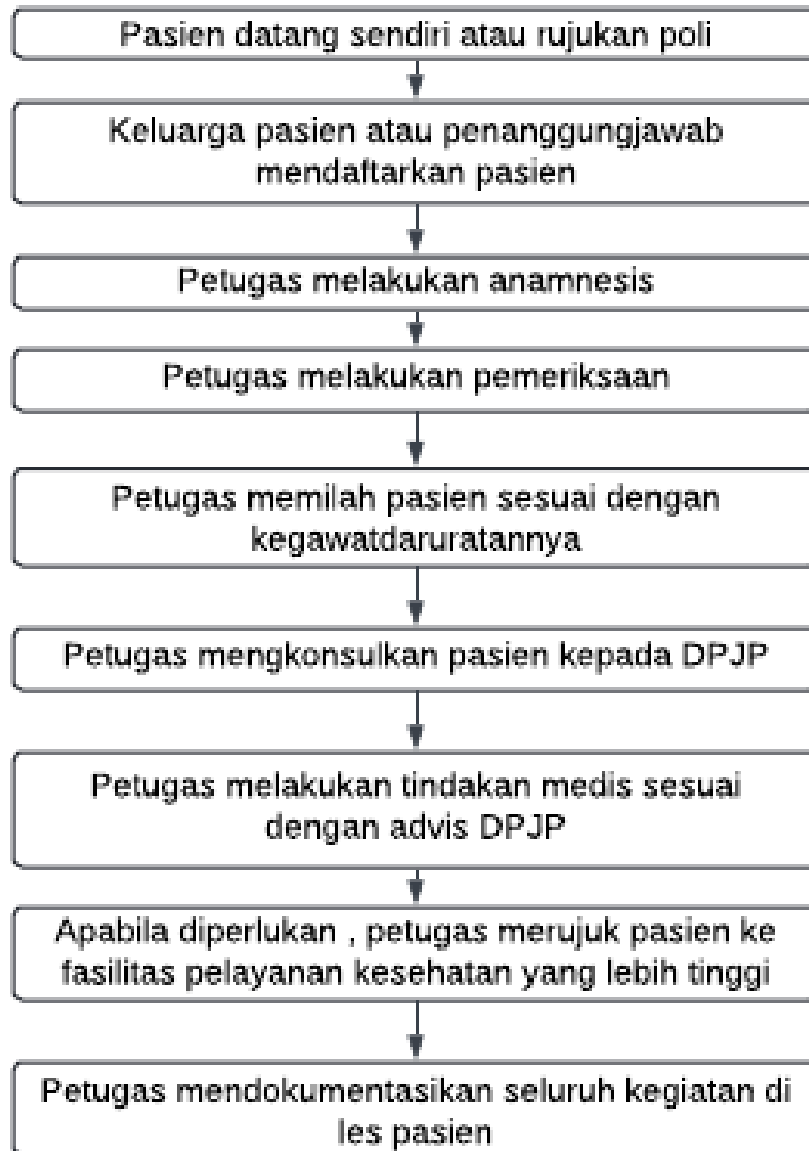 Pasien datang sendiri atau rujukan poli
Keluarga pasien atau penanggungjawab
mendaftarkan pasien
Petugas melakukan anamnesis
Petugas melakukan pemeriksaan
Petugas memilah pasien sesuai dengan
kegawatdaruratannya
Petugas mengkonsulkan pasien kepada DPJP
Petugas melakukan tindakan medis sesuai
dengan advis DPJP
Apabila diperlukan , petugas merujuk pasien ke
fasilitas pelayanan kesehatan yang lebih tinggi
Petugas mendokumentasikan seluruh kegiatan di
les pasien